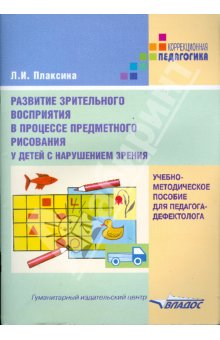 КОРРЕКЦИОННАЯ
ПЕДАГОГИКА
Л.И. Плаксина
РАЗВИТИЕ ЗРИТЕЛЬНОГО
ВОСПРИЯТИЯ
В ПРОЦЕССЕ ПРЕДМЕТНОГО
РИСОВАНИЯ
У ДЕТЕЙ С НАРУШЕНИЕМ ЗРЕНИЯ
УЧЕБНО-
МЕТОДИЧЕСКОЕ
ПОСОБИЕ
ДЛЯ ПЕДАГОГА-
ДЕФЕКТОЛОГА
Гуманитарный издательский центр
ВЛАДОС